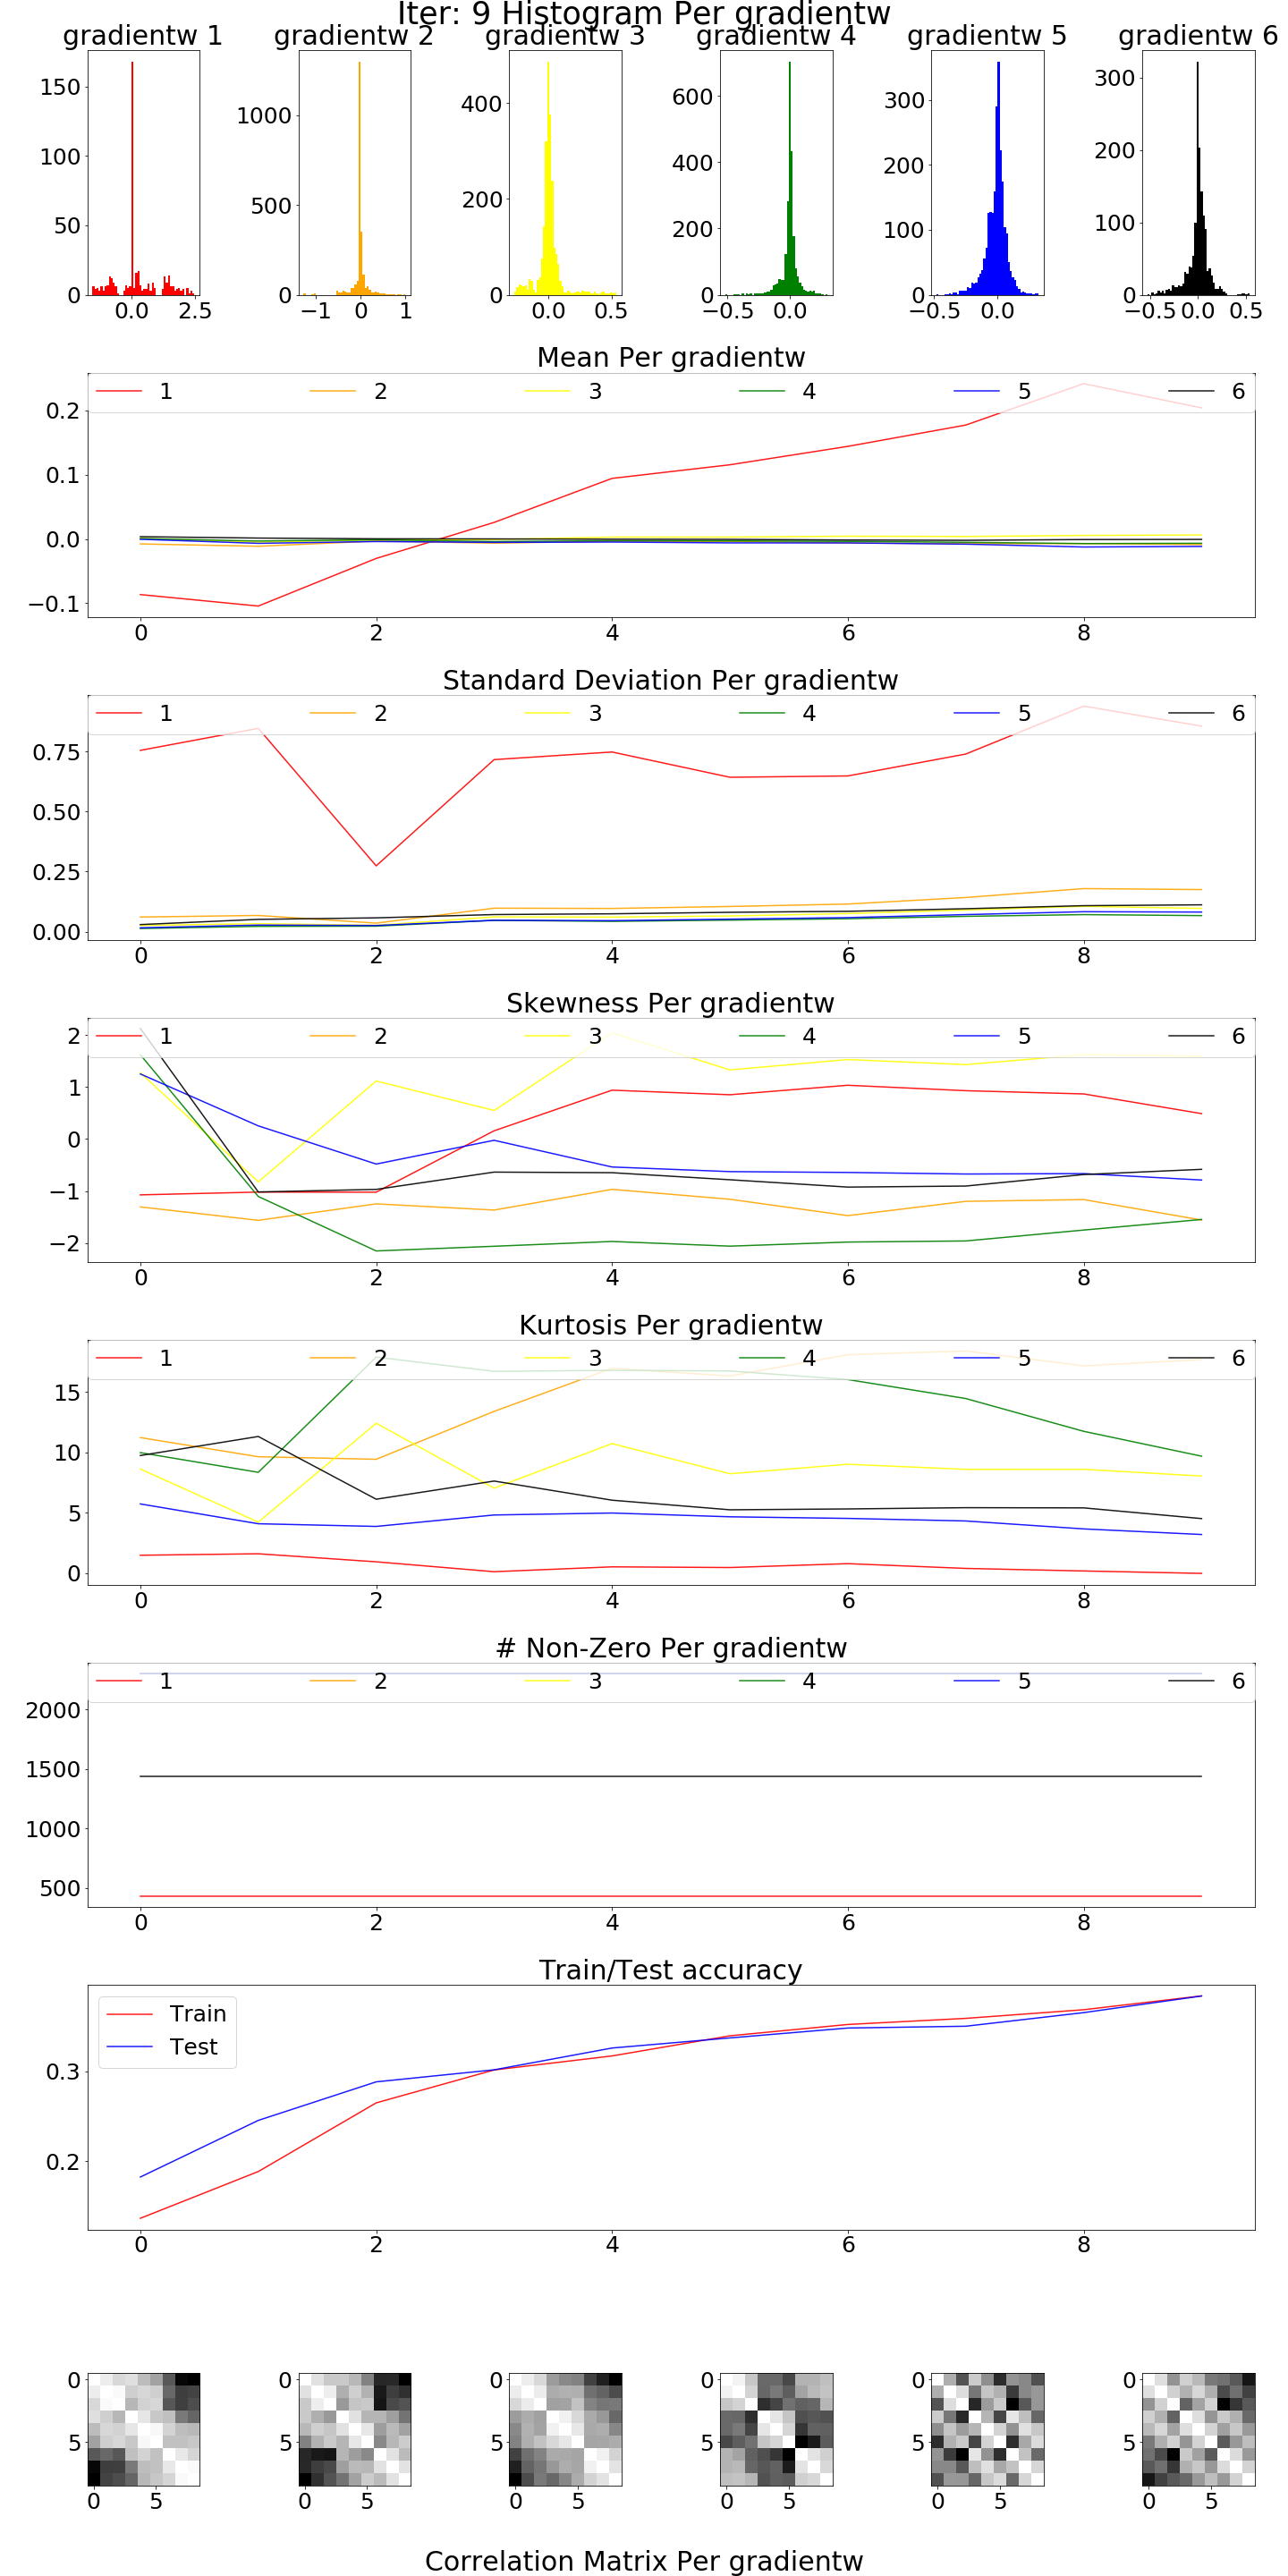 Iter: 9 Histogram Per gradientw
gradientw 1 gradientw 2 gradientw 3 gradientw 4 gradientw 5 gradientw 6
150
100
50
0
0.0 2.5
1000
500
0
−1 0 1
400
200
0
0.0 0.5
600
400
200
0
−0.5 0.0
300
200
100
0
−0.5 0.0
300
200
100
0
−0.5 0.0 0.5
Mean Per gradientw
1 2 3 4 5 6
0.2
0.1
0.0
−0.1
0 2 4 6 8
Standard Deviation Per gradientw
1 2 3 4 5 6
0.75
0.50
0.25
0.00
0 2 4 6 8
Skewness Per gradientw
1 2 3 4 5 6
2
1
0
−1
−2
0 2 4 6 8
Kurtosis Per gradientw
1 2 3 4 5 6
15
10
5
0
0 2 4 6 8
# Non-Zero Per gradientw
1 2 3 4 5 6
2000
1500
1000
500
0 2 4 6 8
Train/Test accuracy
Train
Test
0.3
0.2
0 2 4 6 8
0 0 0 0 0 0
5 5 5 5 5 5
0 5 0 5 0 5 0 5 0 5 0 5
Correlation Matrix Per gradientw